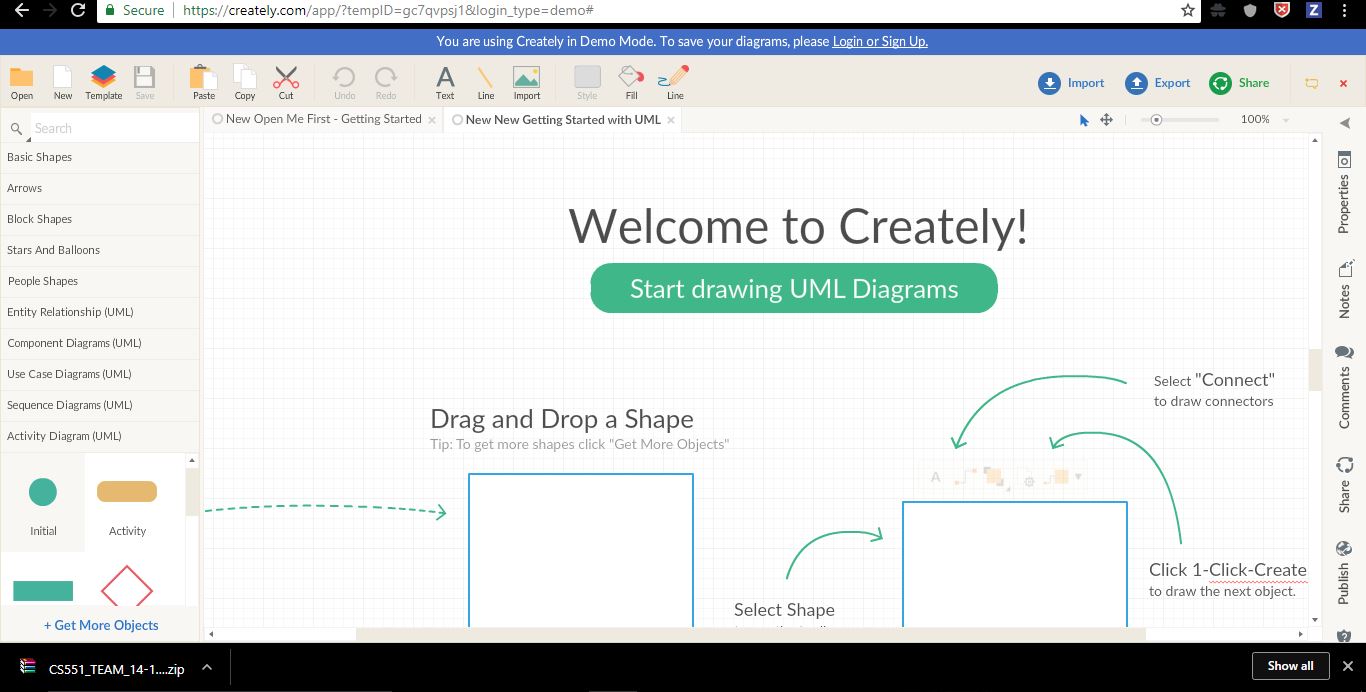 Secure https://creately.com/app/?tempID=gc7qvpsj1&login_type=demo#
Z
You are using Creately in Demo Mode. To save your diagrams, please Login or Sign Up.
Open New Template Save Paste Copy Cut Undo Redo Text Line Import Style Fill Line
Import Export Share
Search
New Open Me First - Getting Started New New Getting Started with UML
100%
Basic Shapes
Arrows
Block Shapes
Stars And Balloons
People Shapes
Entity Relationship (UML)
Component Diagrams (UML)
Use Case Diagrams (UML)
Sequence Diagrams (UML)
Activity Diagram (UML)
Initial Activity
+ Get More Objects
Welcome to Creately!
Start drawing UML Diagrams
Drag and Drop a Shape
Tip: To get more shapes click "Get More Objects"
Select "Connect"
to draw connectors
A
Select Shape
Click 1-Click-Create
to draw the next object.
Properties
Notes
Comments
Share
Publish
CS551_TEAM_14-1....zip
Show all